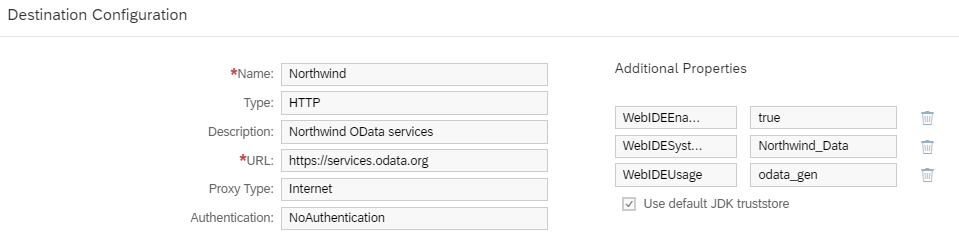 Destination Configuration
*Name: Northwind
Type: HTTP
Description: Northwind OData services
*URL: https://services.odata.org
Proxy Type: Internet
Authentication: NoAuthentication
Additional Properties
WebIDEEna... true
WebIDESyst... Northwind_Data
WebIDEUsage odata_gen
Use default JDK truststore